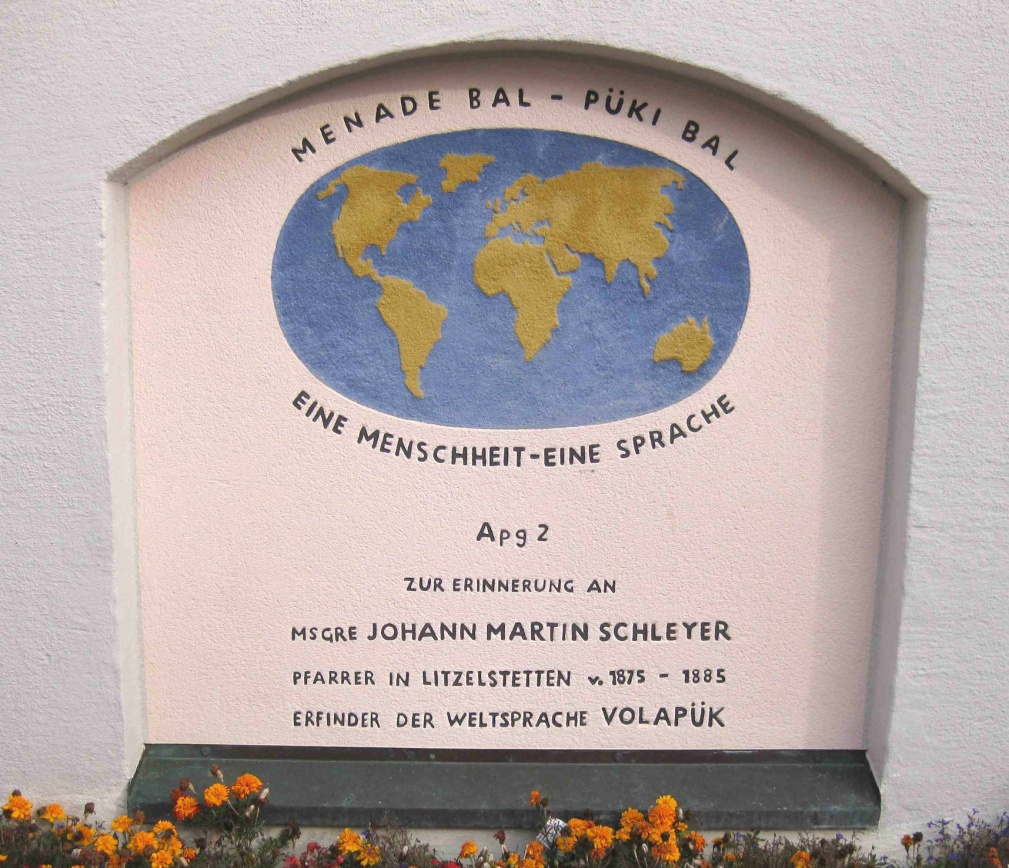 MENADE BAL - PÜKI BAL
EINE MENSCHHEIT-EINE SPRACHE
Apg 2
ZUR ERINNERUNG AN
MSGRE JOHANN MARTIN SCHLEYER
PFARRER IN LITZELSTETTEN v. 1875 - 1885
ERFINDER DER WELTSPRACHE VOLAPÜK